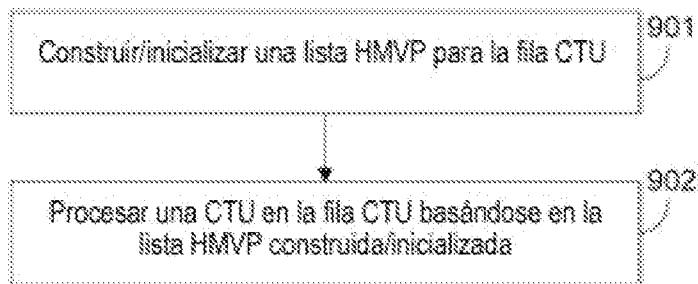 Construir/inicializar una lista HMVP para la fila CTU
901
Procesar una CTU en la fila CTU basándose en la
lista HMVP construida/inicializada
902